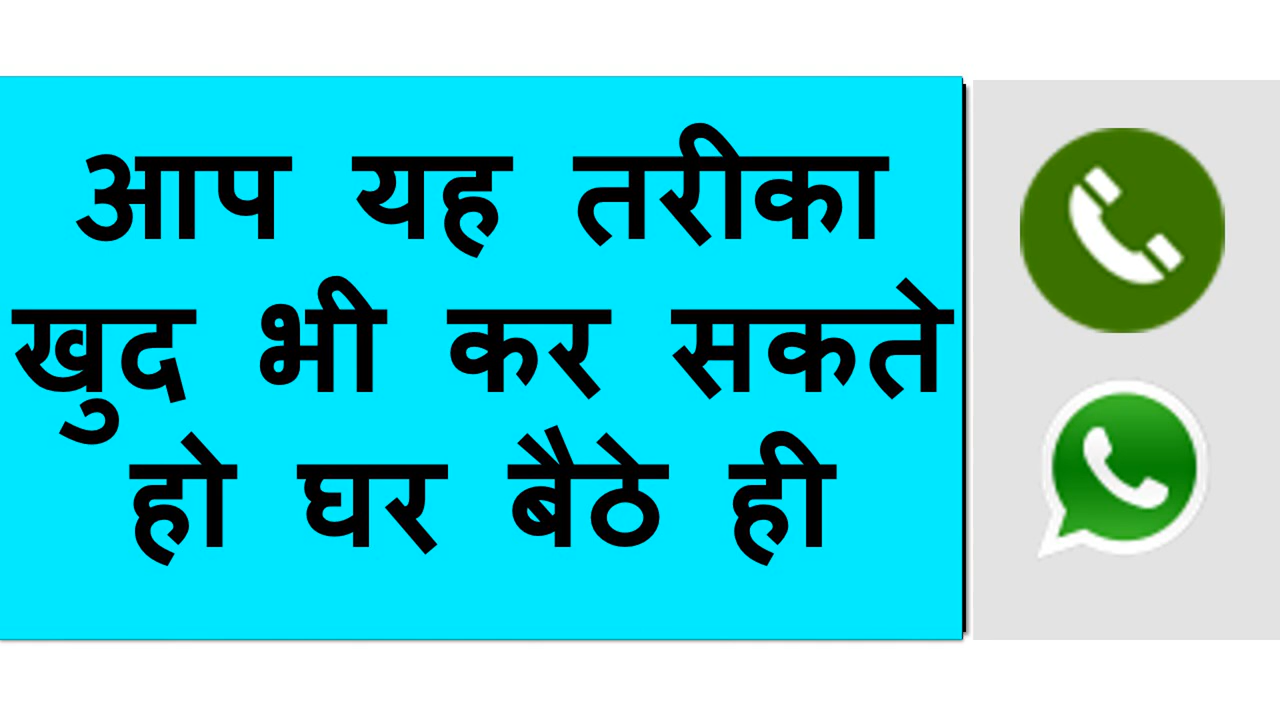 आप यह तरीका
खुद भी कर सकते
हो घर बैठे ही